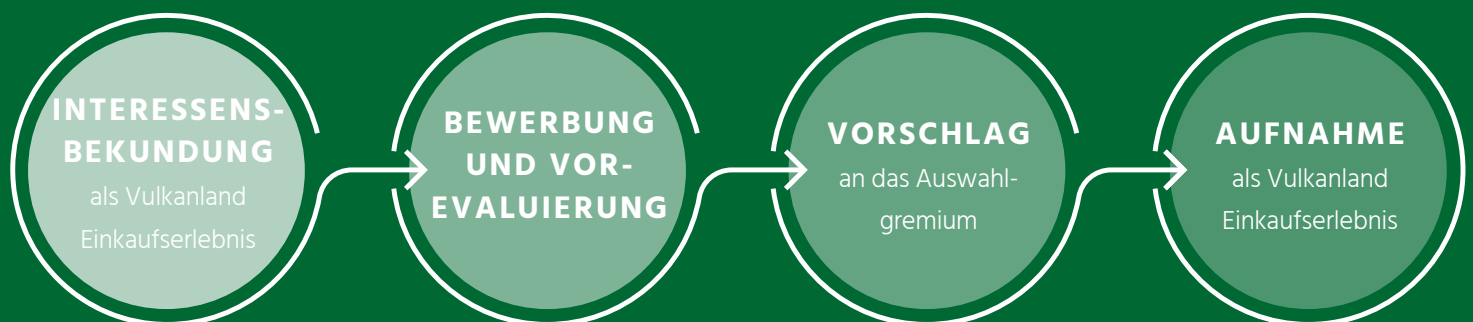 INTERESSENS-
BEKUNDUNG
als Vulkanland
Einkaufserlebnis
BEWERBUNG
UND VOR-
EVALUIERUNG
VORSCHLAG
an das Auswahl-
gremium
AUFNAHME
als Vulkanland
Einkaufserlebnis